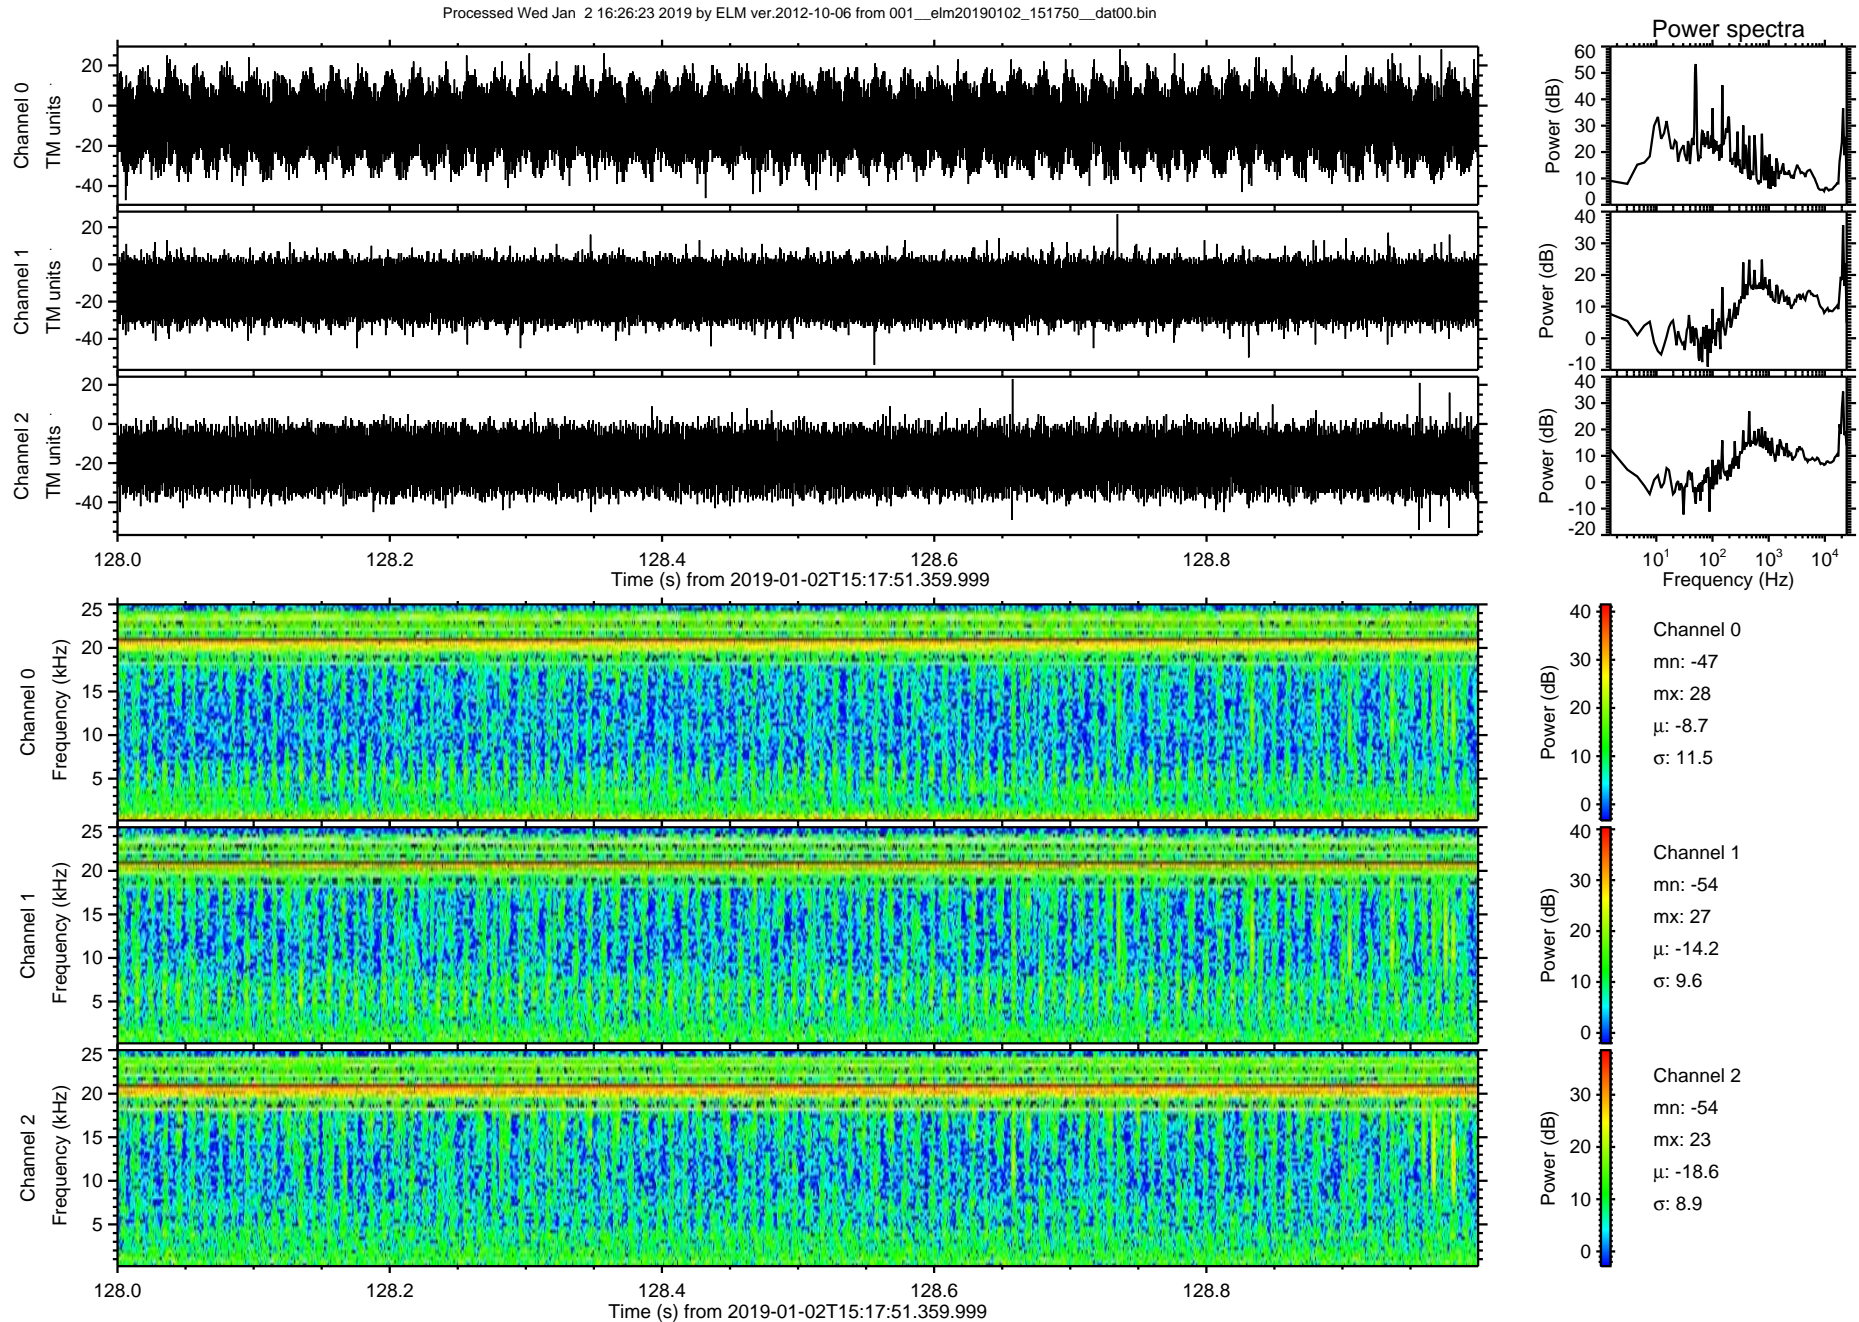 Processed Wed Jan  2 16:26:23 2019 by ELM ver.2012-10-06 from 001__elm20190102_151750__dat00.bin
Power spectra
Channel 0
TM units
20
0
-20
-40
Power (dB)
60
50
40
30
20
10
0
Channel 1
TM units
20
0
-20
-40
Power (dB)
40
30
20
10
0
-10
Channel 2
TM units
20
0
-20
-40
Power (dB)
40
30
20
10
0
-10
-20
128.0 128.2 128.4 128.6 128.8
Time (s) from 2019-01-02T15:17:51.359.999
10^1 10^2 10^3 10^4
Frequency (Hz)
Channel 0
Frequency (kHz)
25
20
15
10
5
Power (dB)
40
30
20
10
0
Channel 0
mn: -47
mx: 28
μ: -8.7
σ: 11.5
Channel 1
Frequency (kHz)
25
20
15
10
5
Power (dB)
40
30
20
10
0
Channel 1
mn: -54
mx: 27
μ: -14.2
σ: 9.6
Channel 2
Frequency (kHz)
25
20
15
10
5
Power (dB)
30
20
10
0
Channel 2
mn: -54
mx: 23
μ: -18.6
σ: 8.9
128.0 128.2 128.4 128.6 128.8
Time (s) from 2019-01-02T15:17:51.359.999